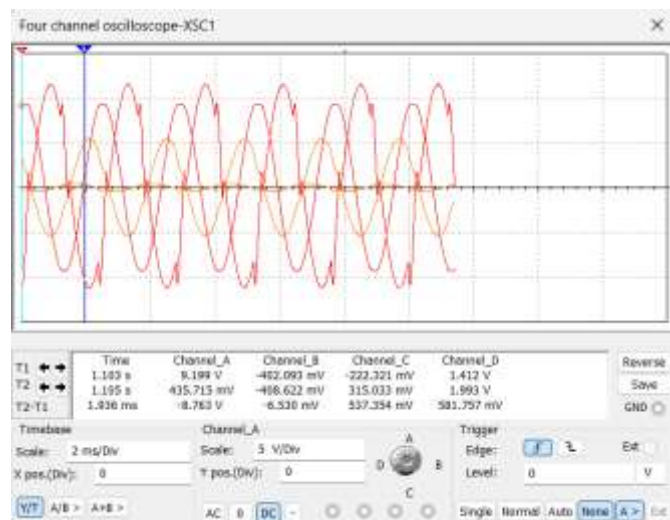 Four channel oscilloscope-XSC1
Time Channel_A Channel_B Channel_C Channel_D
T1 1.103 s 9.199 V -402.093 mV -222.321 mV 1.412 V
T2 1.105 s 435.715 mV -408.622 mV 315.033 mV 1.993 V
T2-T1 1.936 ms -8.763 V -6.530 mV 537.354 mV 581.757 mV
Reverse
Save
GND
Timebase Channel_A Trigger
Scale: 2 ms/Div Scale: 5 V/Div Edge: Ext
X pos.(Div): 0 Y pos.(Div): 0 Level: 0 V
A B C D
Y/T A/B > A+B > AC 0 DC - Single Normal Auto None A >